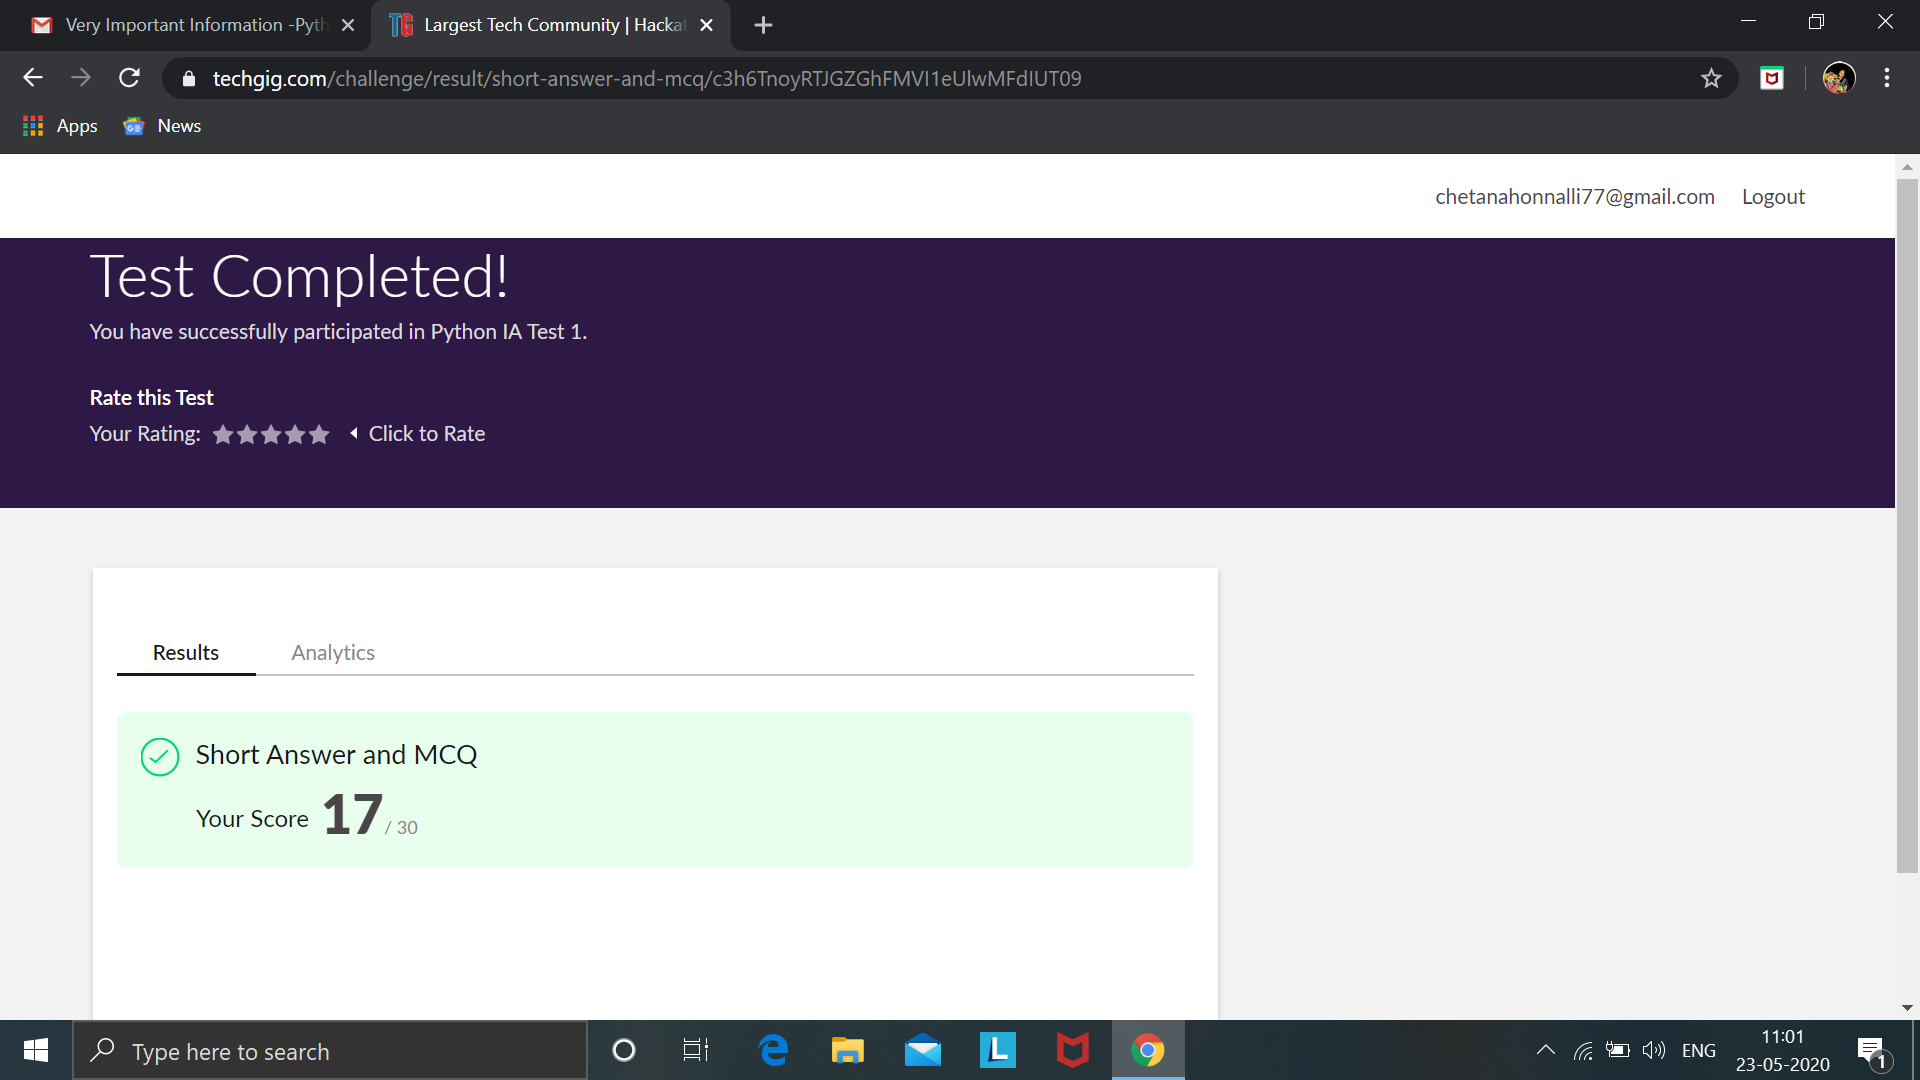 Very Important Information -Pyth
Largest Tech Community | Hacka
techgig.com/challenge/result/short-answer-and-mcq/c3h6TnoyRTJGZGhFMVI1eUlwMFdIUT09
Apps
News
chetanahonnalli77@gmail.com
Logout
Test Completed!
You have successfully participated in Python IA Test 1.
Rate this Test
Your Rating:
Click to Rate
Results
Analytics
Short Answer and MCQ
Your Score 17 / 30
Type here to search
ENG
11:01
23-05-2020
1